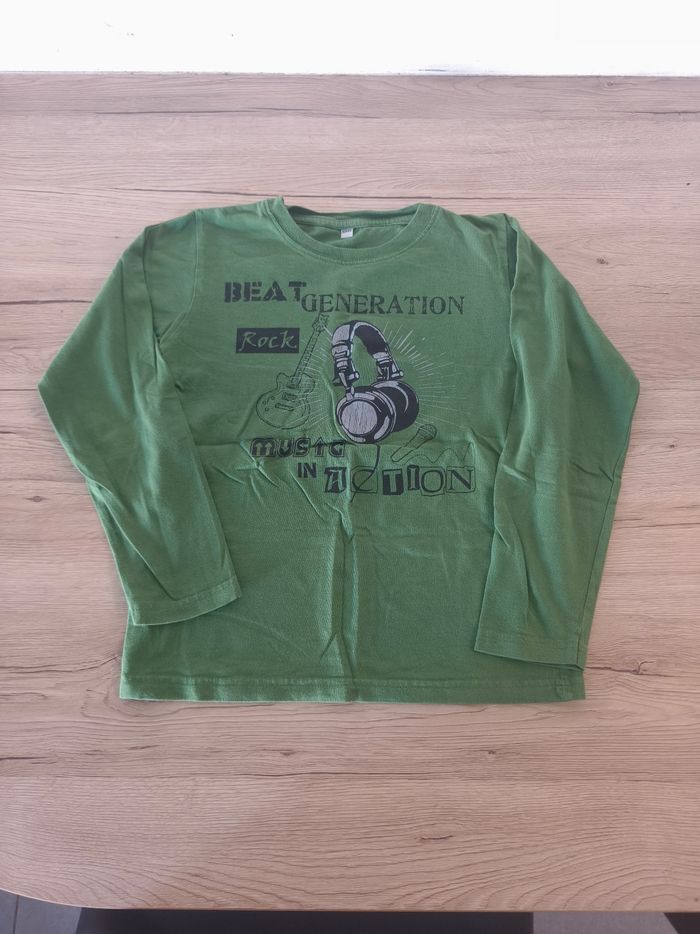 BEAT GENERATION
Rock
MUSIC
IN ACTION